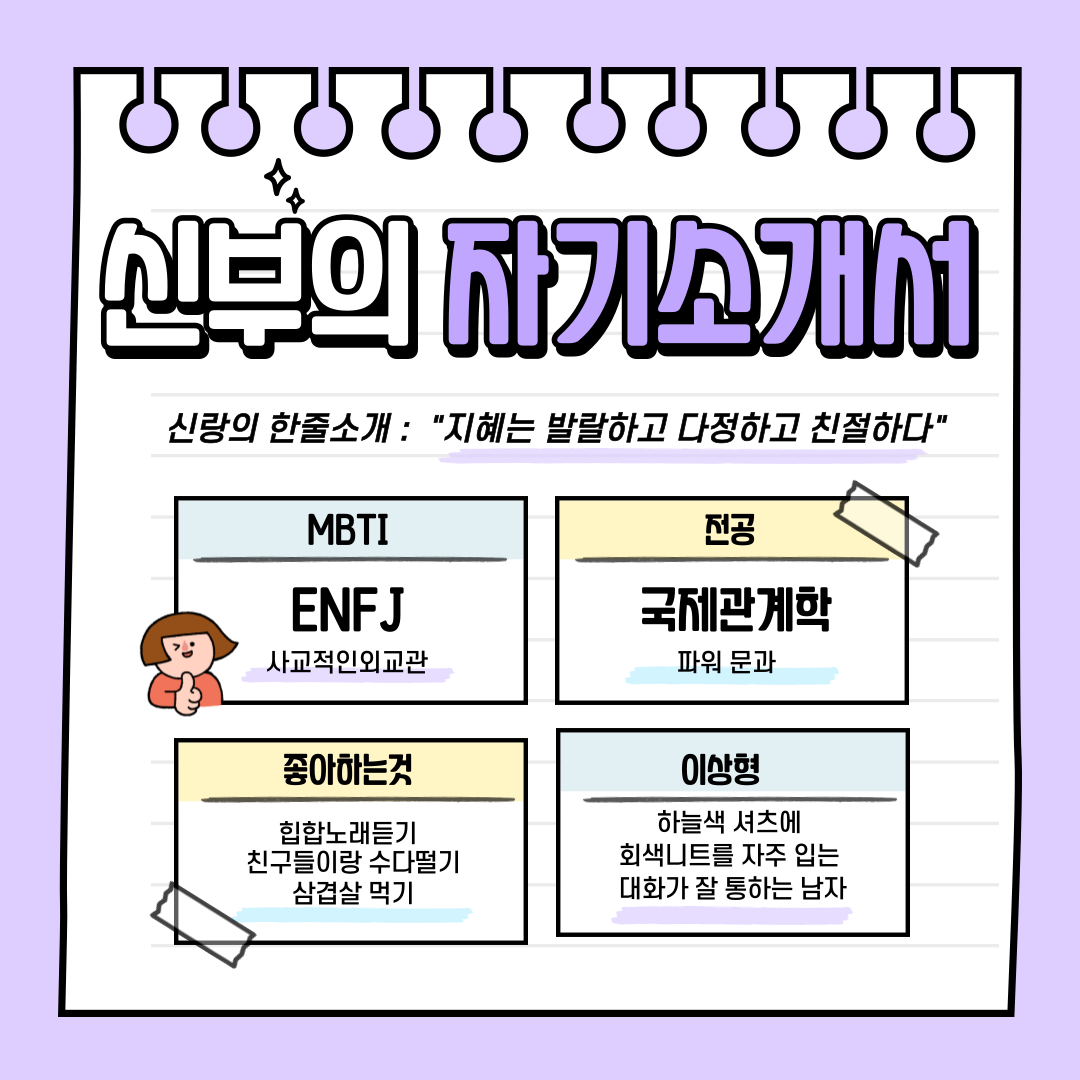 신부의 자기소개서
신랑의 한줄소개 : "지혜는 발랄하고 다정하고 친절하다"
MBTI
ENFJ
사교적인외교관
전공
국제관계학
파워 문과
좋아하는것
힙합노래듣기
친구들이랑 수다떨기
삼겹살 먹기
이상형
하늘색 셔츠에
회색니트를 자주 입는
대화가 잘 통하는 남자